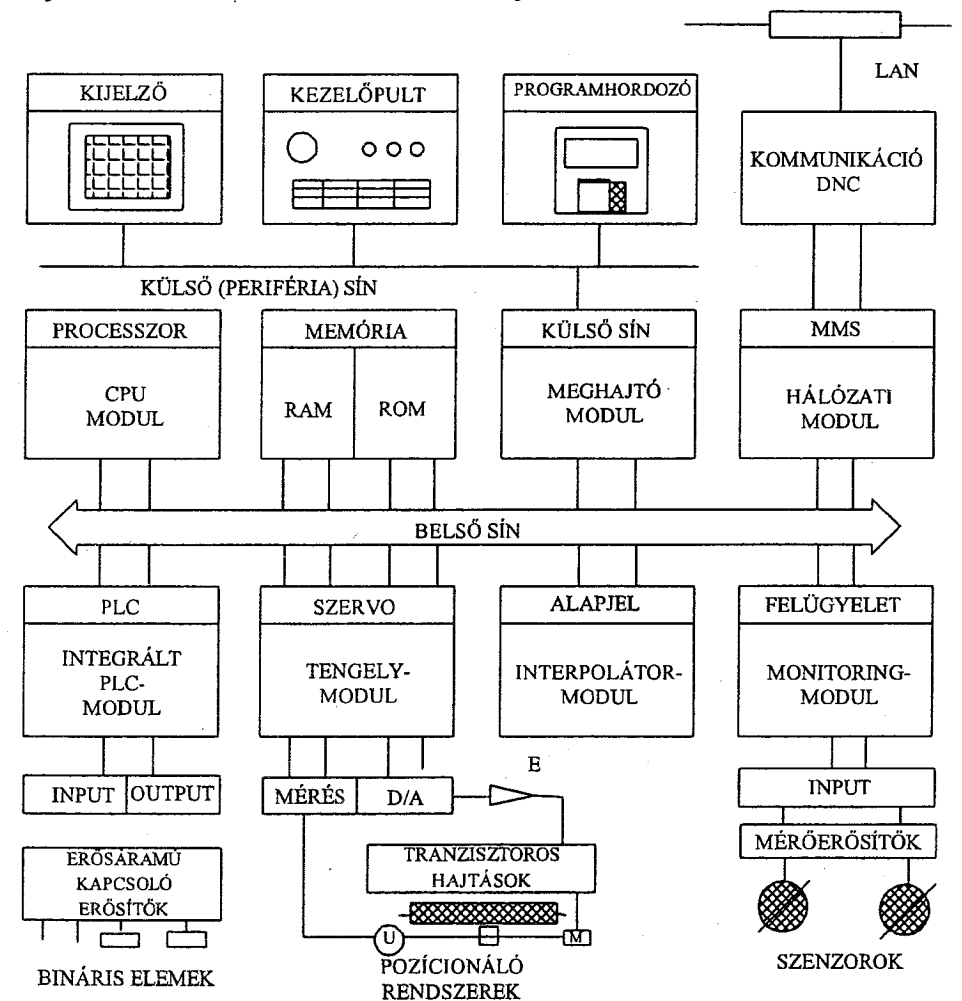 LAN
KIJELZŐ
KEZELŐPULT
PROGRAMHORDOZÓ
KOMMUNIKÁCIÓ
DNC
KÜLSŐ (PERIFÉRIA) SÍN
PROCESSZOR
MEMÓRIA
KÜLSŐ SÍN
MMS
CPU
MODUL
RAM
ROM
MEGHAJTÓ
MODUL
HÁLÓZATI
MODUL
BELSŐ SÍN
PLC
SZERVO
ALAPJEL
FELÜGYELET
INTEGRÁLT
PLC-
MODUL
TENGELY-
MODUL
INTERPOLÁTOR-
MODUL
MONITORING-
MODUL
E
INPUT
OUTPUT
MÉRÉS
D/A
INPUT
MÉRŐERŐSÍTŐK
ERŐSÁRAMÚ
KAPCSOLÓ
ERŐSÍTŐK
TRANZISZTOROS
HAJTÁSOK
U
M
BINÁRIS ELEMEK
POZÍCIONÁLÓ
RENDSZEREK
SZENZOROK